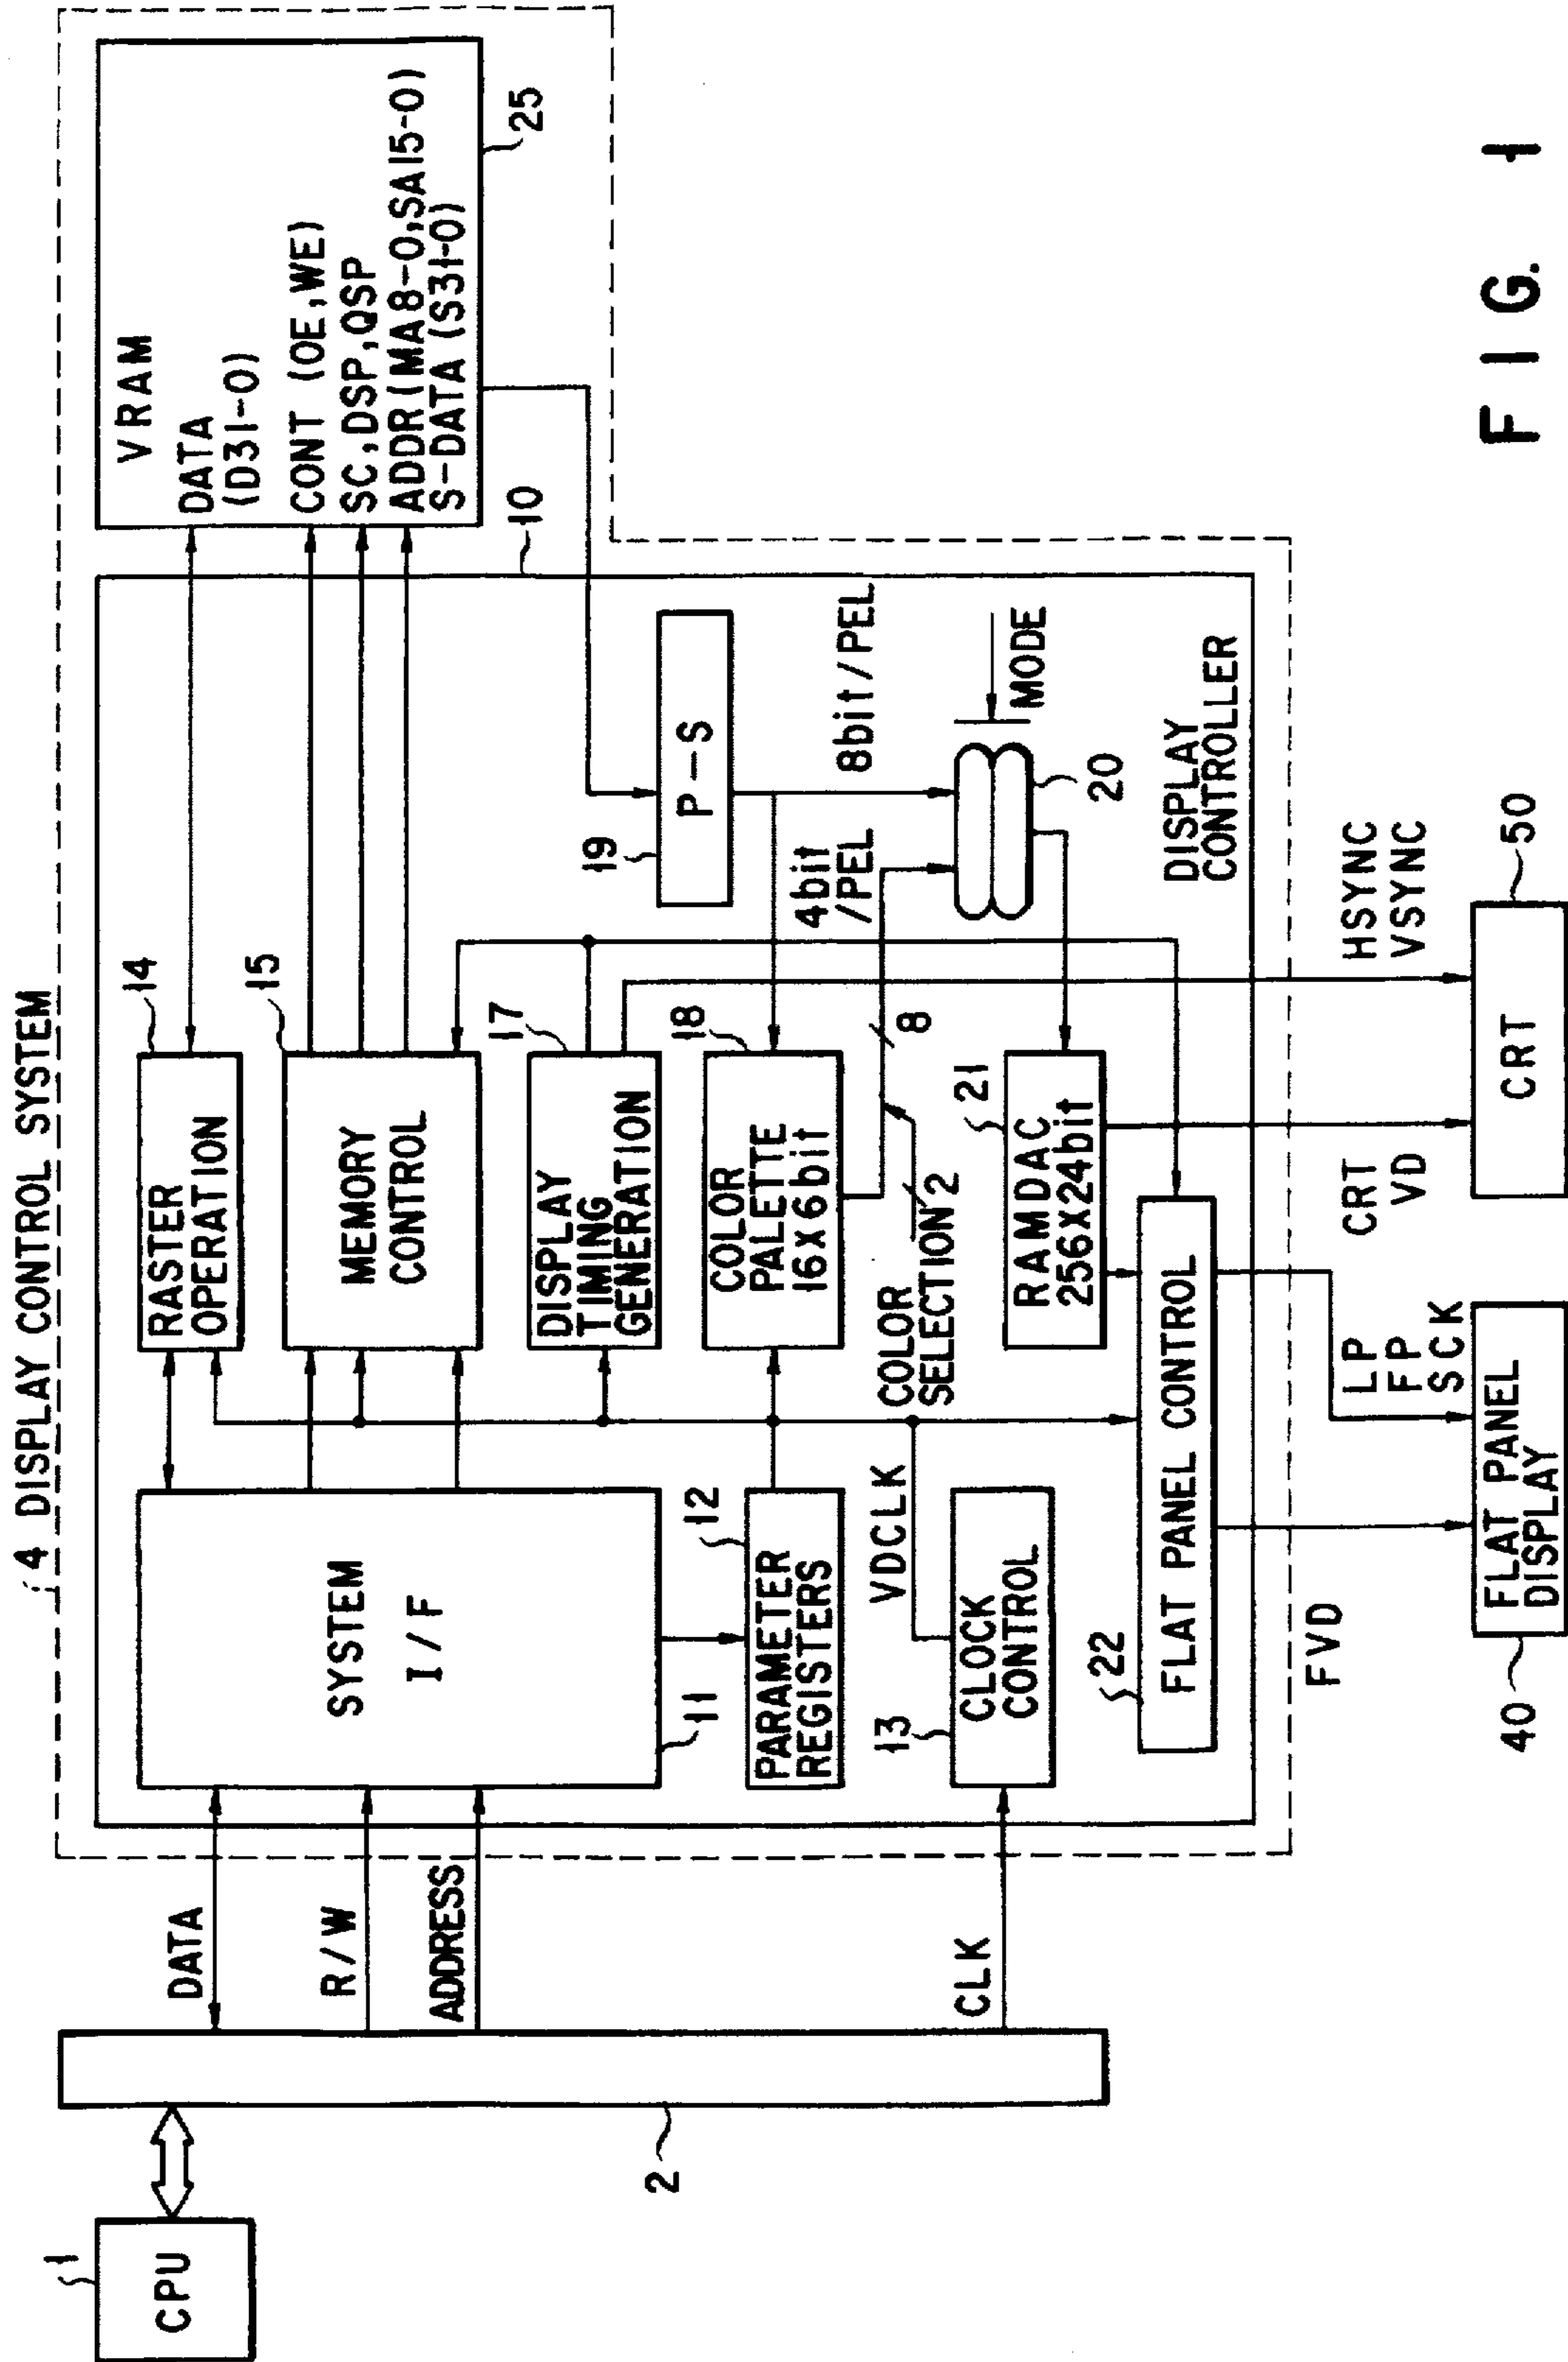 4 DISPLAY CONTROL SYSTEM
1
CPU
2
DATA
R/W
ADDRESS
CLK
SYSTEM
I/F
11
PARAMETER
REGISTERS
12
VDCLK
CLOCK
CONTROL
13
14
RASTER
OPERATION
15
MEMORY
CONTROL
17
DISPLAY
TIMING
GENERATION
18
COLOR
PALETTE
16X6bit
COLOR
SELECTION
2
8
21
RAMDAC
256X24bit
22
FLAT PANEL CONTROL
19
P-S
4bit
/PEL
8bit/PEL
MODE
20
DISPLAY
CONTROLLER
10
VRAM
DATA
(D31-0)
CONT (OE,WE)
SC,DSP,QSP
ADDR(MA8-0,SA15-0)
S-DATA (S31-0)
25
FVD
LP
FP
SCK
CRT
VD
HSYNC
VSYNC
40
FLAT PANEL
DISPLAY
CRT
50
FIG. 1